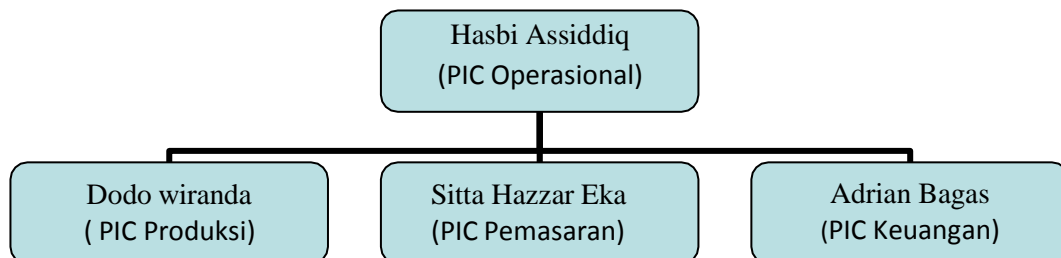 Hasbi Assiddiq
(PIC Operasional)
Dodo wiranda
( PIC Produksi)
Sitta Hazzar Eka
(PIC Pemasaran)
Adrian Bagas
(PIC Keuangan)